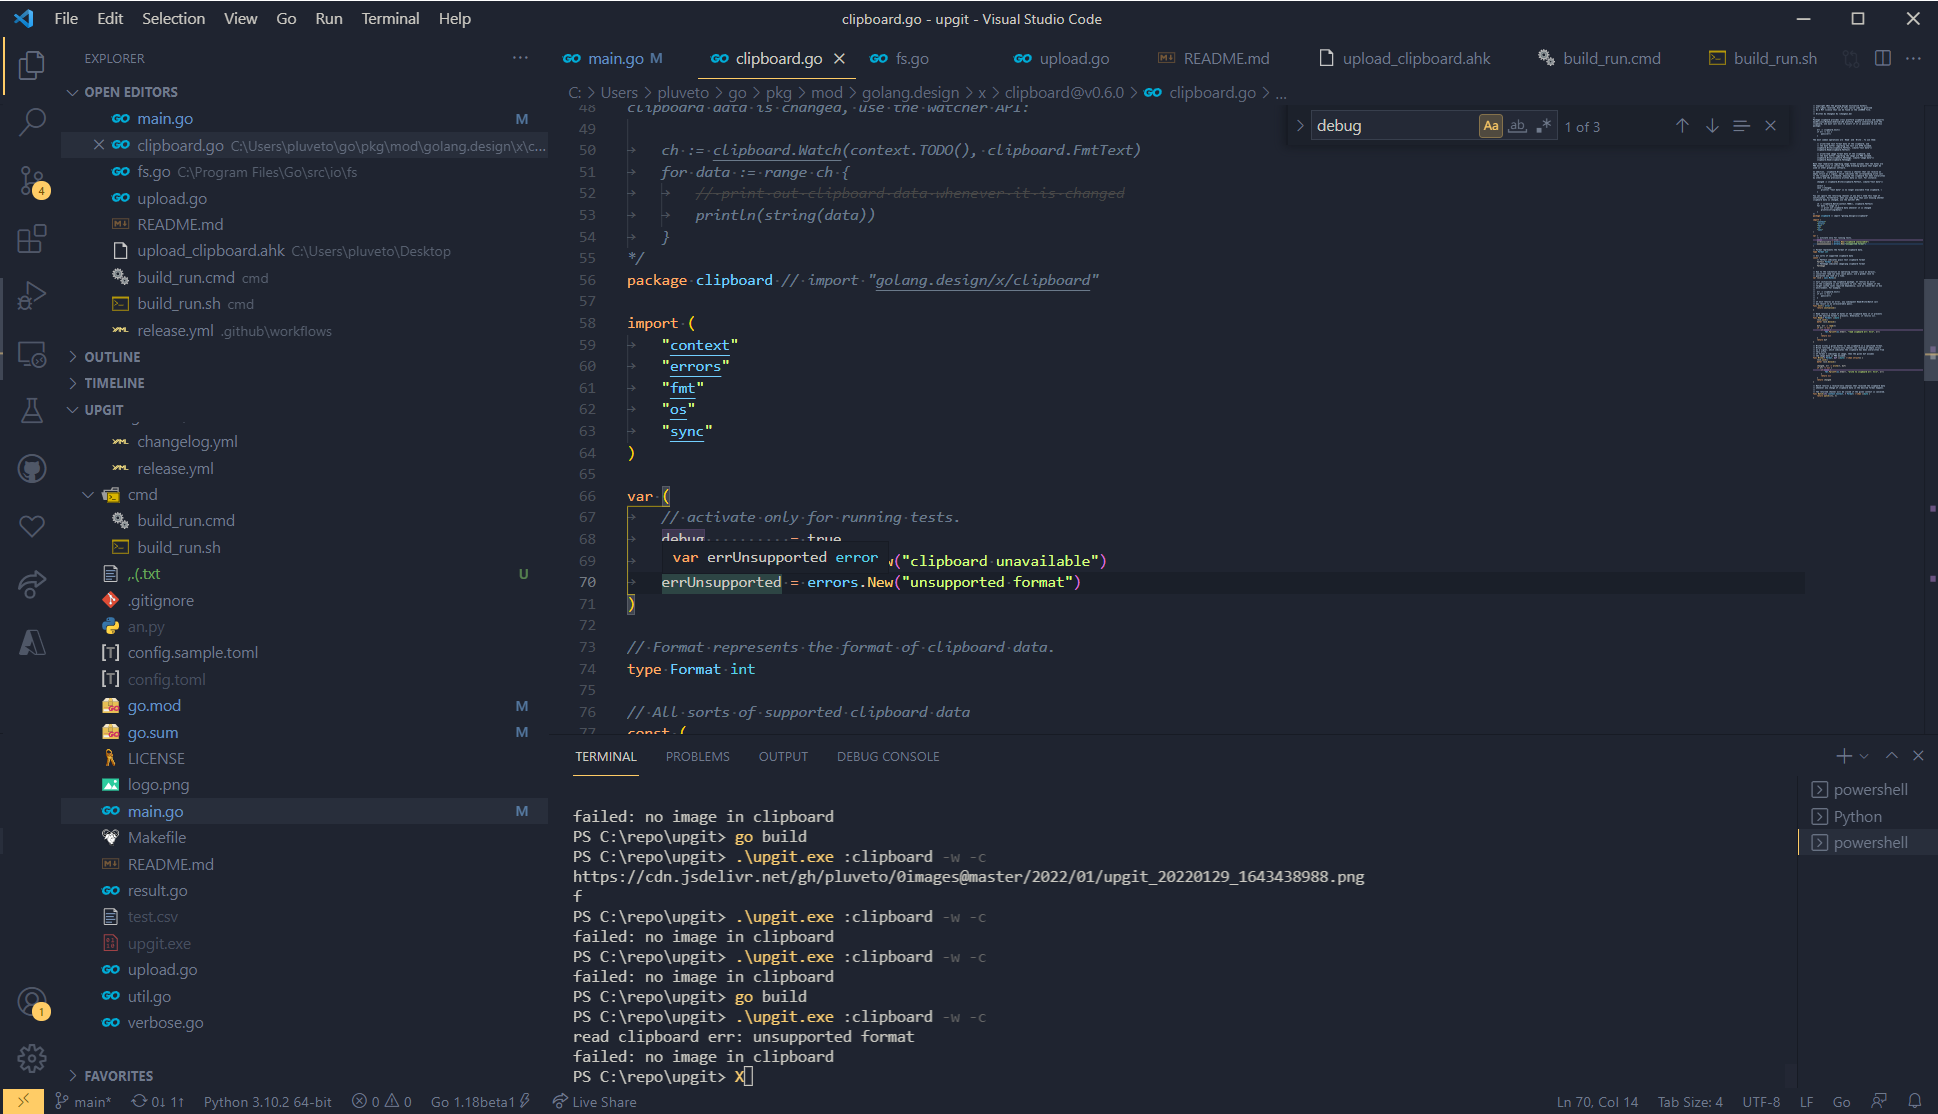 File Edit Selection View Go Run Terminal Help
clipboard.go - upgit - Visual Studio Code
EXPLORER
OPEN EDITORS
main.go M
clipboard.go C:\Users\pluveto\go\pkg\mod\golang.design\x\c...
fs.go C:\Program Files\Go\src\io\fs
upload.go
README.md
upload_clipboard.ahk C:\Users\pluveto\Desktop
build_run.cmd cmd
build_run.sh cmd
release.yml .github\workflows
OUTLINE
TIMELINE
UPGIT
changelog.yml
release.yml
cmd
build_run.cmd
build_run.sh
,.(.txt U
.gitignore
an.py
config.sample.toml
config.toml
go.mod M
go.sum M
LICENSE
logo.png
main.go M
Makefile
README.md
result.go
test.csv
upgit.exe
upload.go
util.go
verbose.go
FAVORITES
4
1
main.go M clipboard.go fs.go upload.go README.md upload_clipboard.ahk build_run.cmd build_run.sh
C: > Users > pluveto > go > pkg > mod > golang.design > x > clipboard@v0.6.0 > clipboard.go > ...
debug Aa ab 1 of 3
48 clipboard data is changed, use the watcher API:
49
50 ch := clipboard.Watch(context.TODO(), clipboard.FmtText)
51 for data := range ch {
52 // print out clipboard data whenever it is changed
53 println(string(data))
54 }
55 */
56 package clipboard // import "golang.design/x/clipboard"
57
58 import (
59 "context"
60 "errors"
61 "fmt"
62 "os"
63 "sync"
64 )
65
66 var (
67 // activate only for running tests.
68 debug = true
var errUnsupported error
69 w("clipboard unavailable")
70 errUnsupported = errors.New("unsupported format")
71 )
72
73 // Format represents the format of clipboard data.
74 type Format int
75
76 // All sorts of supported clipboard data
77 const (
TERMINAL PROBLEMS OUTPUT DEBUG CONSOLE
failed: no image in clipboard
PS C:\repo\upgit> go build
PS C:\repo\upgit> .\upgit.exe :clipboard -w -c
https://cdn.jsdelivr.net/gh/pluveto/0images@master/2022/01/upgit_20220129_1643438988.png
f
PS C:\repo\upgit> .\upgit.exe :clipboard -w -c
failed: no image in clipboard
PS C:\repo\upgit> .\upgit.exe :clipboard -w -c
failed: no image in clipboard
PS C:\repo\upgit> go build
PS C:\repo\upgit> .\upgit.exe :clipboard -w -c
read clipboard err: unsupported format
failed: no image in clipboard
PS C:\repo\upgit> X
powershell
Python
powershell
main* 0↓ 1↑ Python 3.10.2 64-bit 0 0 Go 1.18beta1 Live Share
Ln 70, Col 14 Tab Size: 4 UTF-8 LF Go